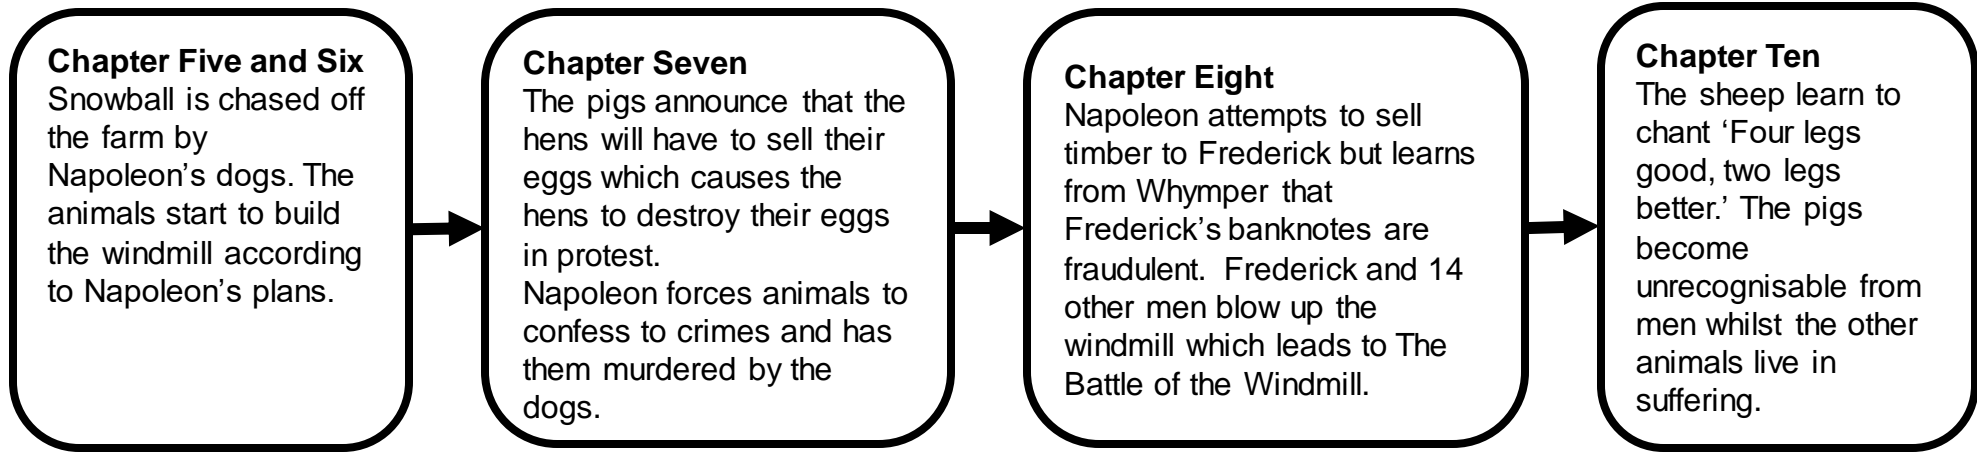 Chapter Five and Six
Snowball is chased off
the farm by
Napoleon’s dogs. The
animals start to build
the windmill according
to Napoleon’s plans.
Chapter Seven
The pigs announce that the
hens will have to sell their
eggs which causes the
hens to destroy their eggs
in protest.
Napoleon forces animals to
confess to crimes and has
them murdered by the
dogs.
Chapter Eight
Napoleon attempts to sell
timber to Frederick but learns
from Whymper that
Frederick’s banknotes are
fraudulent.  Frederick and 14
other men blow up the
windmill which leads to The
Battle of the Windmill.
Chapter Ten
The sheep learn to
chant ‘Four legs
good, two legs
better.’ The pigs
become
unrecognisable from
men whilst the other
animals live in
suffering.